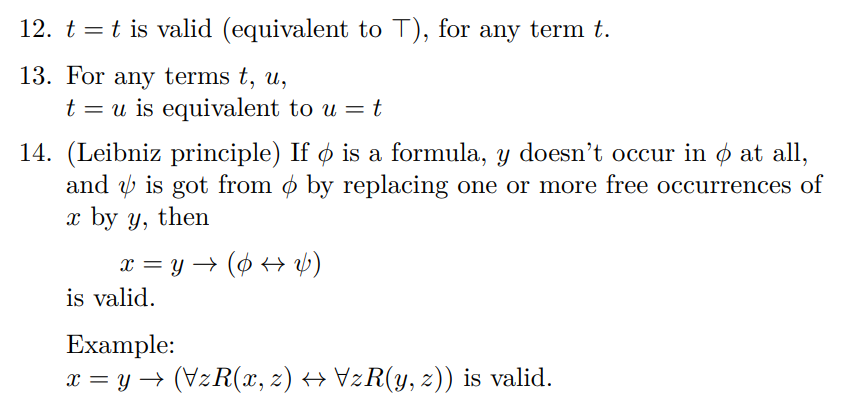 12. t = t is valid (equivalent to ⊤), for any term t.
13. For any terms t, u,
t = u is equivalent to u = t
14. (Leibniz principle) If ϕ is a formula, y doesn't occur in ϕ at all,
and ψ is got from ϕ by replacing one or more free occurrences of
x by y, then
x = y → (ϕ ↔ ψ)
is valid.
Example:
x = y → (∀zR(x, z) ↔ ∀zR(y, z)) is valid.